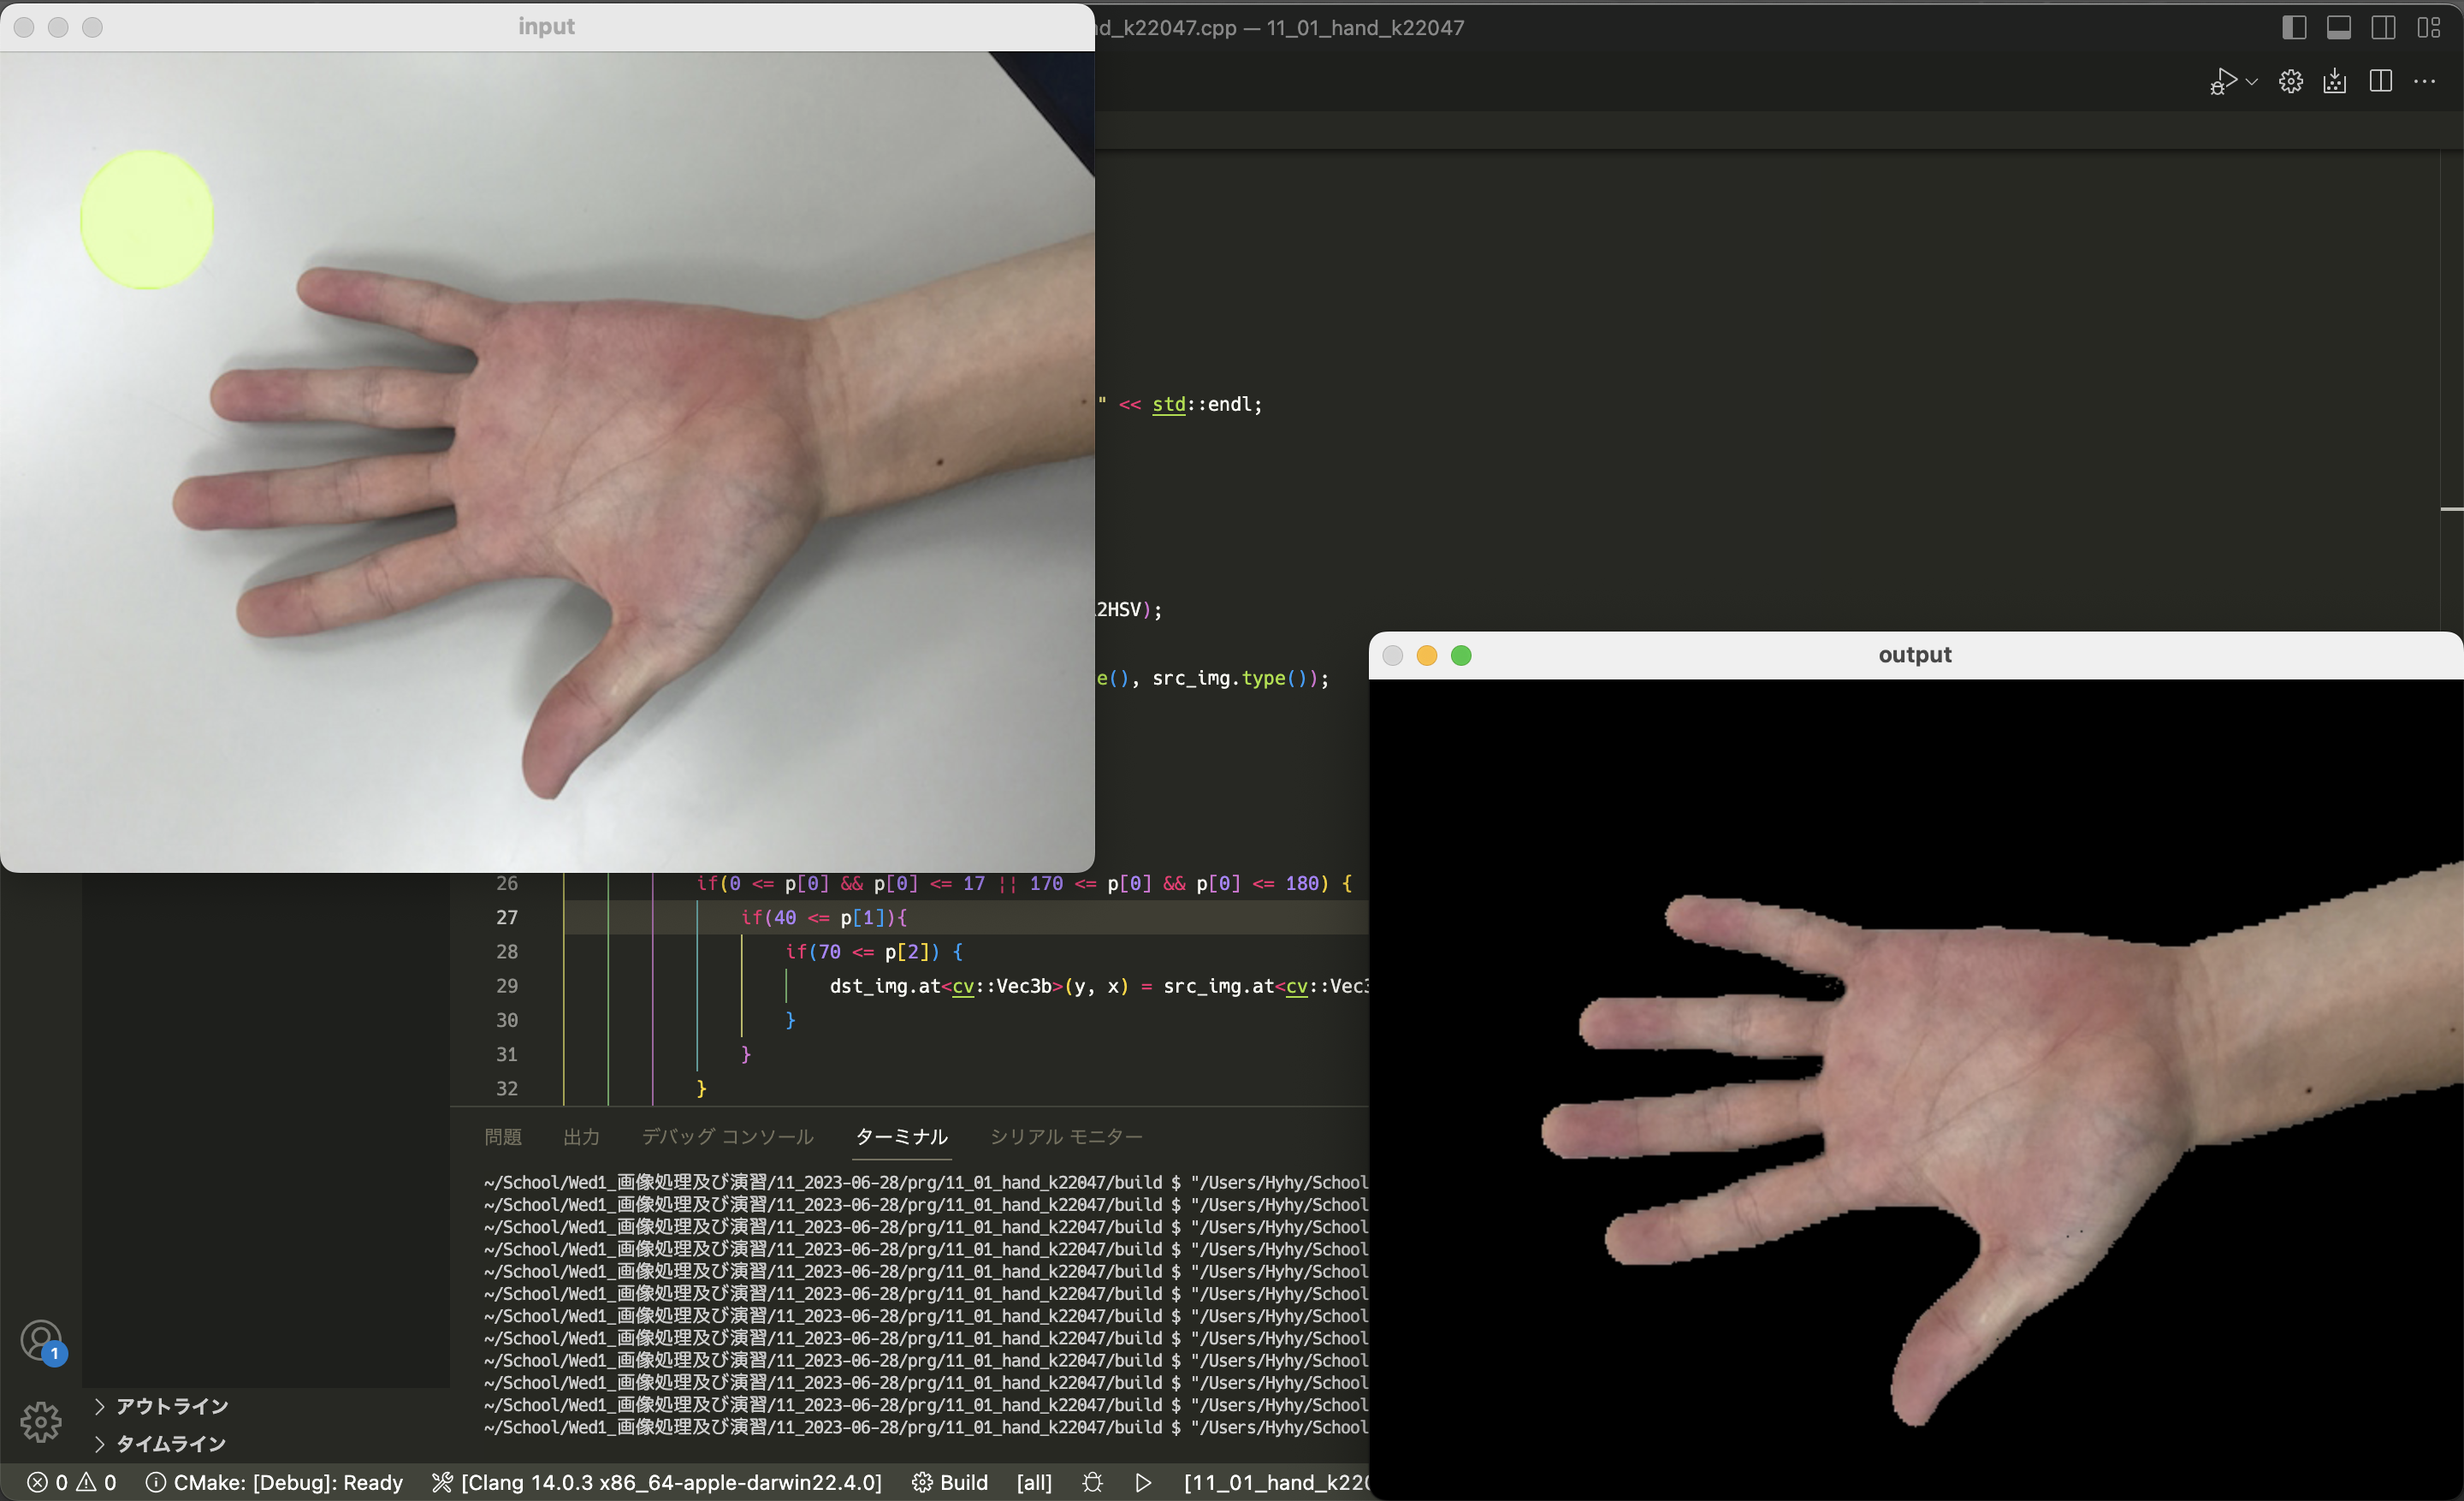 input
nd_k22047.cpp — 11_01_hand_k22047
" << std::endl;
2HSV);
e(), src_img.type());
output
26 if(0 <= p[0] && p[0] <= 17 || 170 <= p[0] && p[0] <= 180) {
27 if(40 <= p[1]){
28 if(70 <= p[2]) {
29 dst_img.at<cv::Vec3b>(y, x) = src_img.at<cv::Vec3
30 }
31 }
32 }
問題 出力 デバッグ コンソール ターミナル シリアル モニター
~/School/Wed1_画像処理及び演習/11_2023-06-28/prg/11_01_hand_k22047/build $ "/Users/Hyhy/School
~/School/Wed1_画像処理及び演習/11_2023-06-28/prg/11_01_hand_k22047/build $ "/Users/Hyhy/School
~/School/Wed1_画像処理及び演習/11_2023-06-28/prg/11_01_hand_k22047/build $ "/Users/Hyhy/School
~/School/Wed1_画像処理及び演習/11_2023-06-28/prg/11_01_hand_k22047/build $ "/Users/Hyhy/School
~/School/Wed1_画像処理及び演習/11_2023-06-28/prg/11_01_hand_k22047/build $ "/Users/Hyhy/School
~/School/Wed1_画像処理及び演習/11_2023-06-28/prg/11_01_hand_k22047/build $ "/Users/Hyhy/School
~/School/Wed1_画像処理及び演習/11_2023-06-28/prg/11_01_hand_k22047/build $ "/Users/Hyhy/School
~/School/Wed1_画像処理及び演習/11_2023-06-28/prg/11_01_hand_k22047/build $ "/Users/Hyhy/School
~/School/Wed1_画像処理及び演習/11_2023-06-28/prg/11_01_hand_k22047/build $ "/Users/Hyhy/School
~/School/Wed1_画像処理及び演習/11_2023-06-28/prg/11_01_hand_k22047/build $ "/Users/Hyhy/School
~/School/Wed1_画像処理及び演習/11_2023-06-28/prg/11_01_hand_k22047/build $ "/Users/Hyhy/School
~/School/Wed1_画像処理及び演習/11_2023-06-28/prg/11_01_hand_k22047/build $ "/Users/Hyhy/School
1
アウトライン
タイムライン
0 0 CMake: [Debug]: Ready [Clang 14.0.3 x86_64-apple-darwin22.4.0] Build [all] [11_01_hand_k220